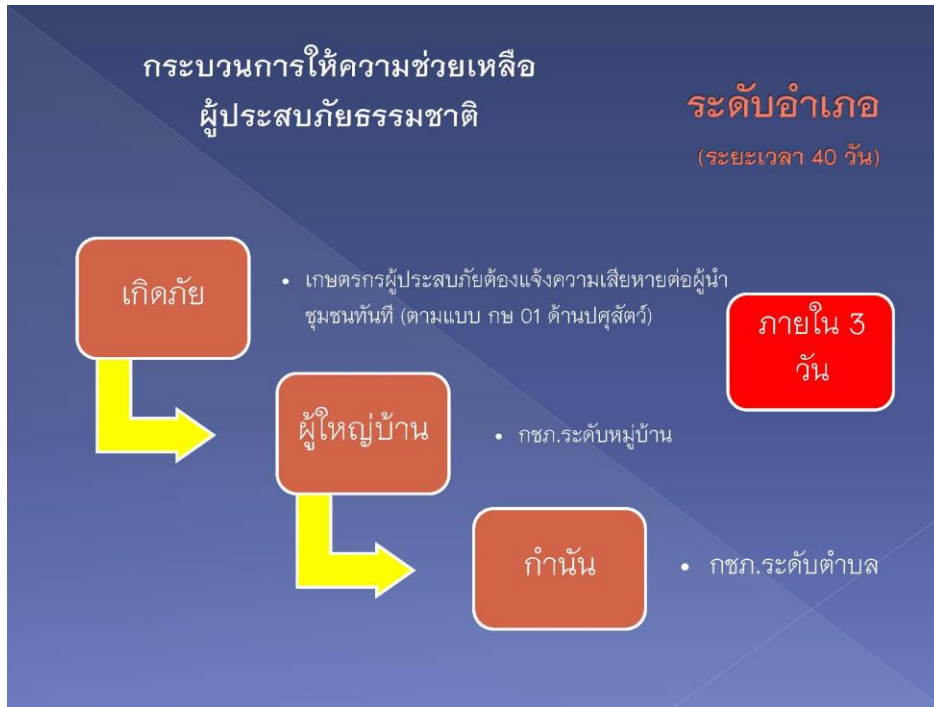 กระบวนการให้ความช่วยเหลือ
ผู้ประสบภัยธรรมชาติ
ระดับอำเภอ
(ระยะเวลา 40 วัน)
เกิดภัย
• เกษตรกรผู้ประสบภัยต้องแจ้งความเสียหายต่อผู้นำ
ชุมชนทันที (ตามแบบ กษ 01 ด้านปศุสัตว์)
ภายใน 3
วัน
ผู้ใหญ่บ้าน
• กชภ.ระดับหมู่บ้าน
กำนัน
• กชภ.ระดับตำบล